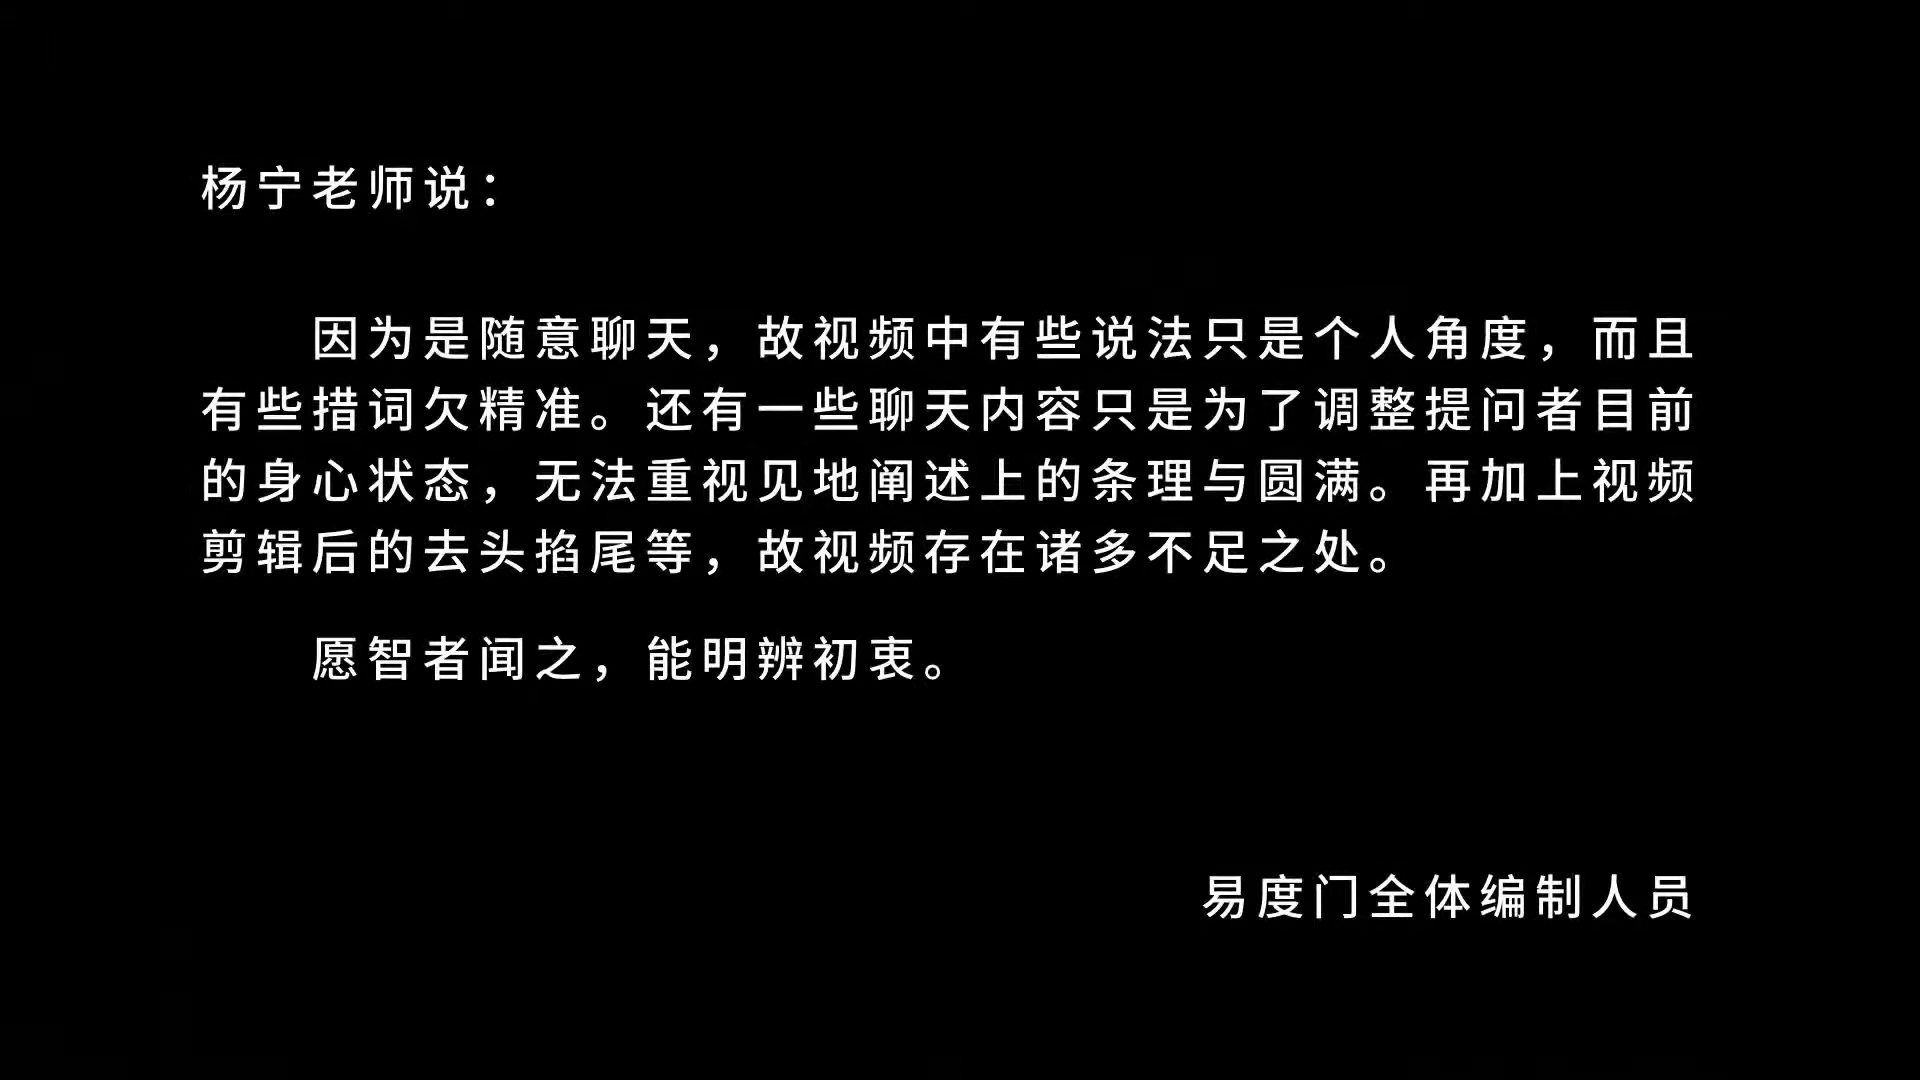 杨宁老师说：
因为是随意聊天，故视频中有些说法只是个人角度，而且
有些措词欠精准。还有一些聊天内容只是为了调整提问者目前
的身心状态，无法重视见地阐述上的条理与圆满。再加上视频
剪辑后的去头掐尾等，故视频存在诸多不足之处。
愿智者闻之，能明辨初衷。
易度门全体编制人员